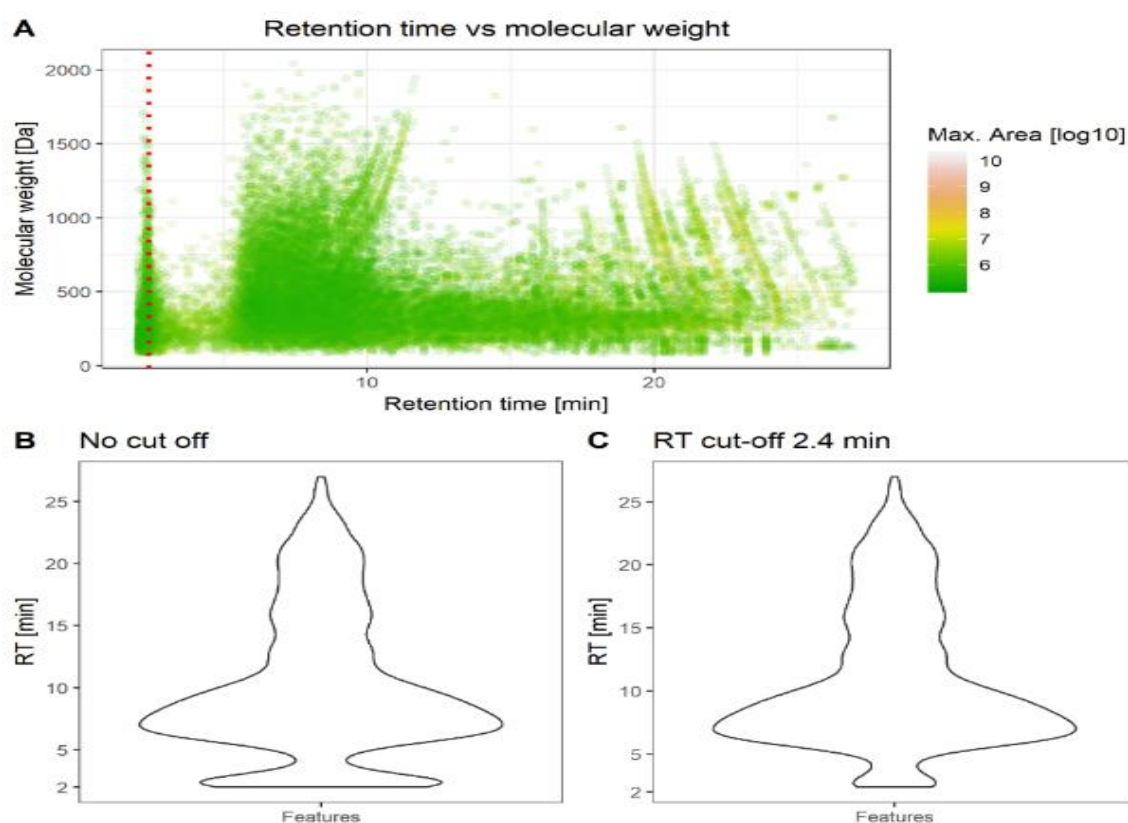 A Retention time vs molecular weight
Molecular weight [Da]
2000
1500
1000
500
0
10 20
Retention time [min]
Max. Area [log10]
10
9
8
7
6
B No cut off
RT [min]
25
20
15
10
5
2
Features
C RT cut-off 2.4 min
RT [min]
25
20
15
10
5
2
Features